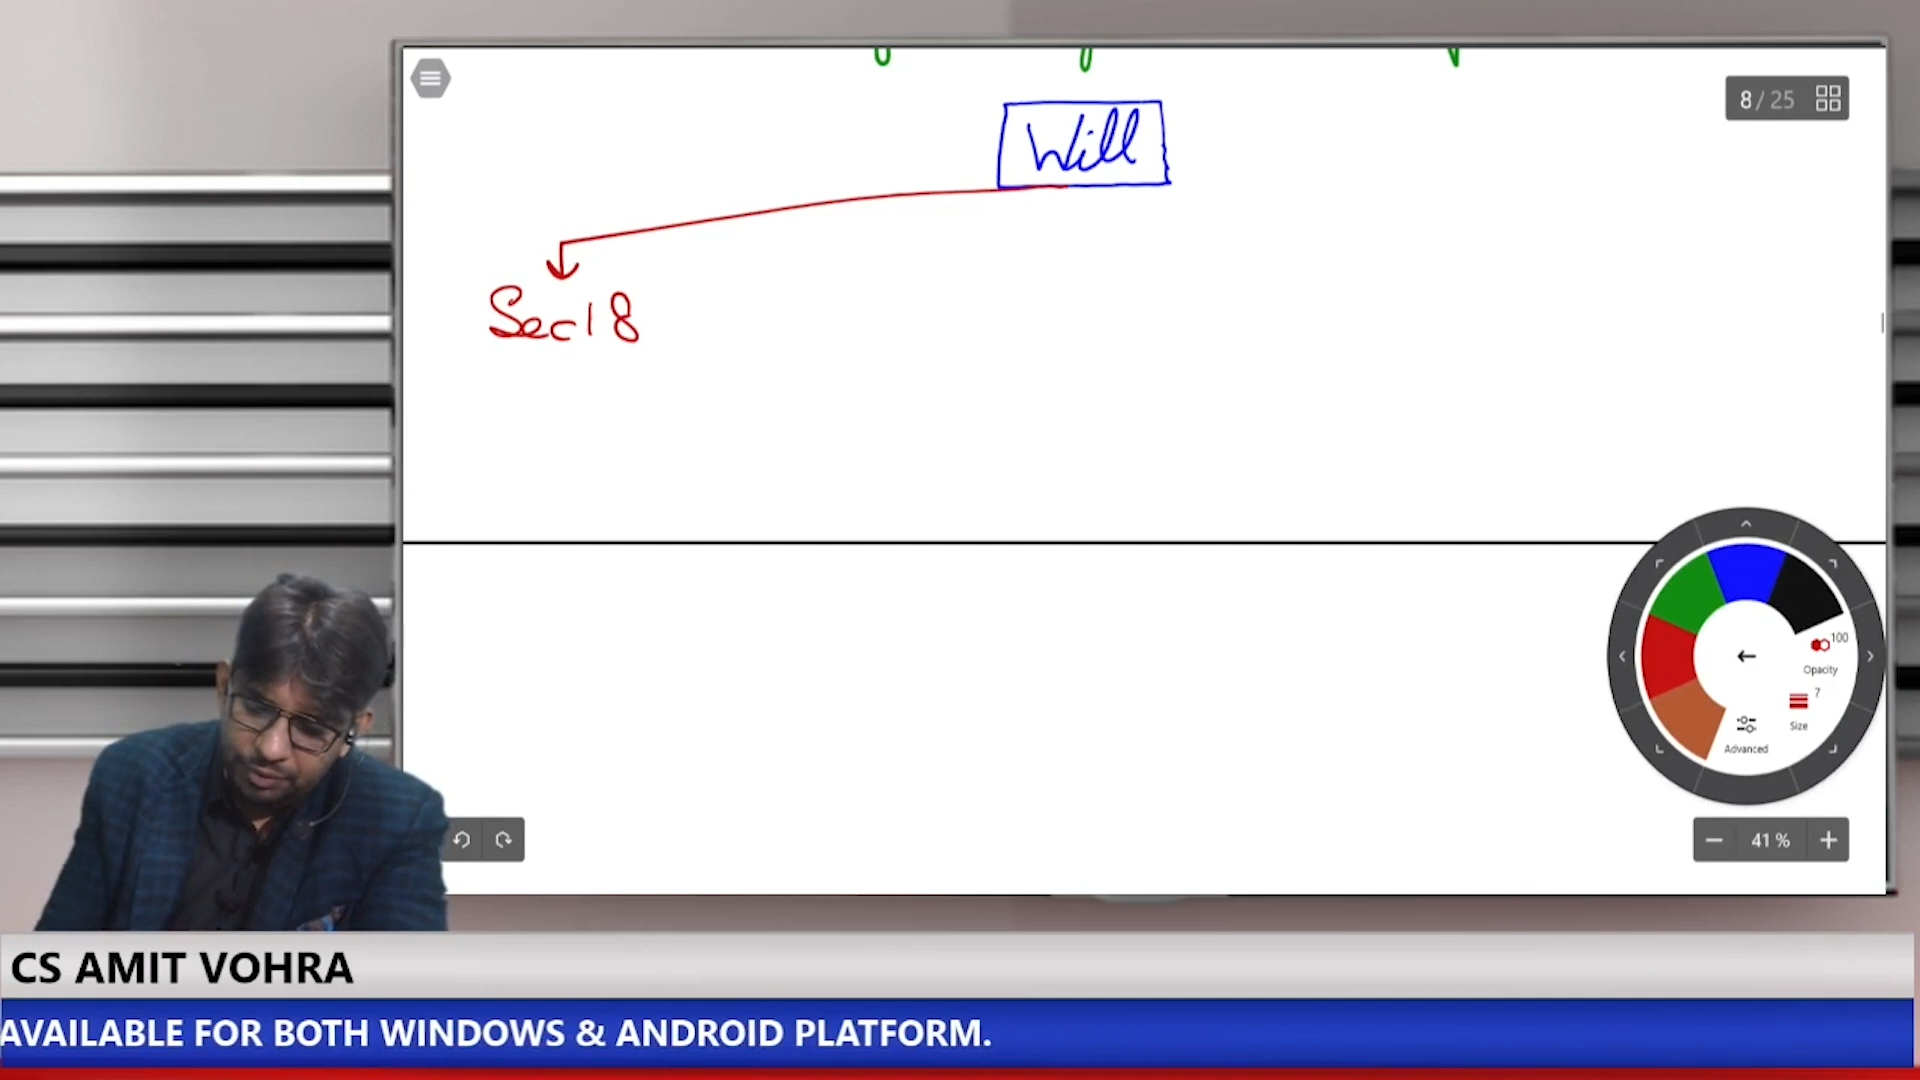 8 / 25
Will
Sec 18
100
Opacity
7
Size
Advanced
41 %
CS AMIT VOHRA
AVAILABLE FOR BOTH WINDOWS & ANDROID PLATFORM.